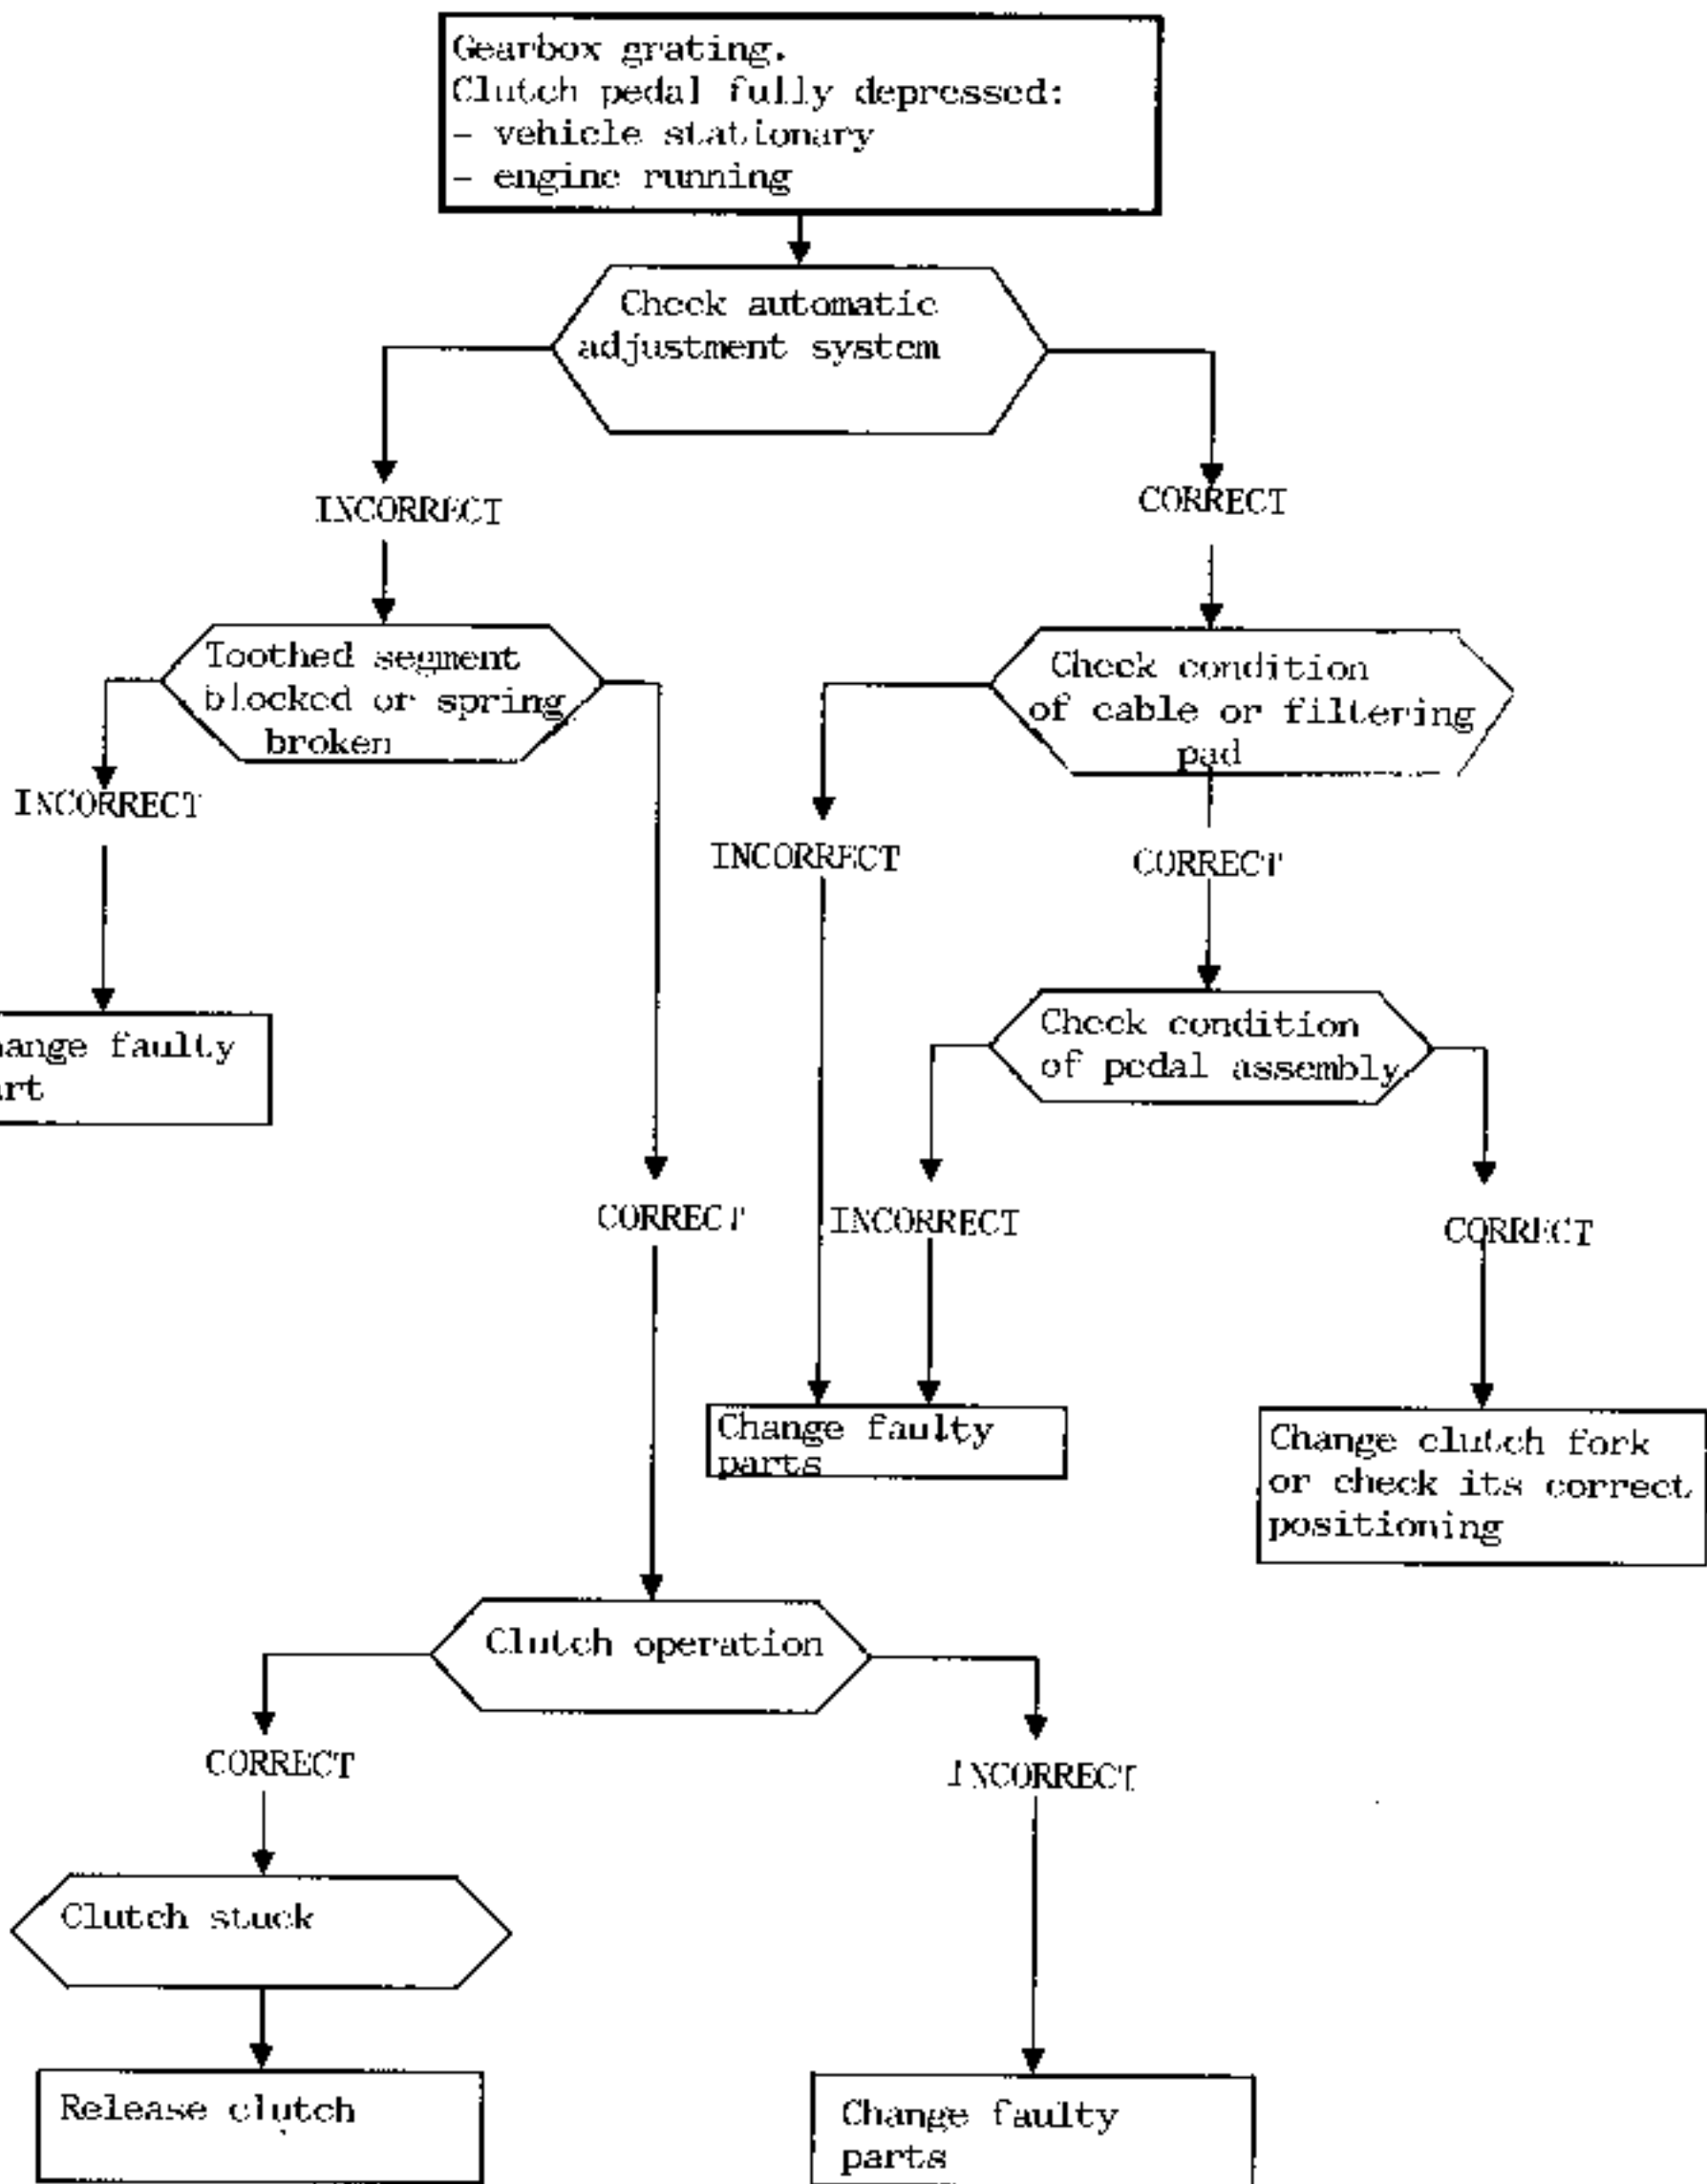 Gearbox grating.
Clutch pedal fully depressed:
- vehicle stationary
- engine running
Check automatic
adjustment system
INCORRECT
CORRECT
Toothed segment
blocked or spring
broken
Check condition
of cable or filtering
pad
INCORRECT
INCORRECT
CORRECT
Check condition
of pedal assembly
ange faulty
art
CORRECT
INCORRECT
CORRECT
Change faulty
parts
Change clutch fork
or check its correct
positioning
Clutch operation
CORRECT
INCORRECT
Clutch stuck
Release clutch
Change faulty
parts